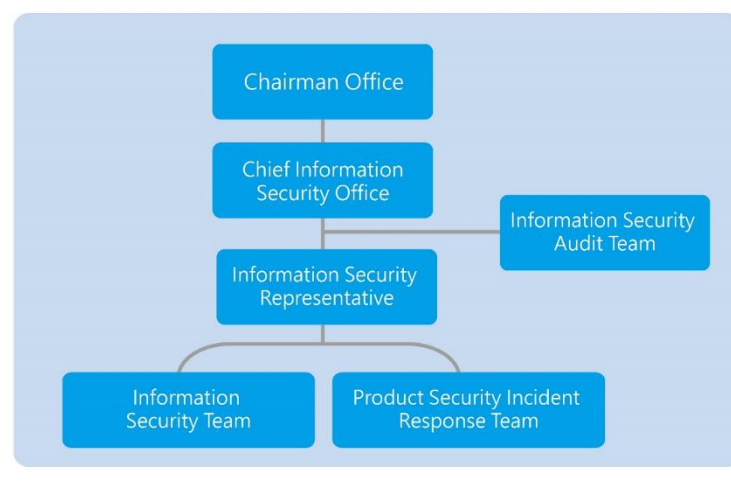 Chairman Office
Chief Information
Security Office
Information Security
Audit Team
Information Security
Representative
Information
Security Team
Product Security Incident
Response Team